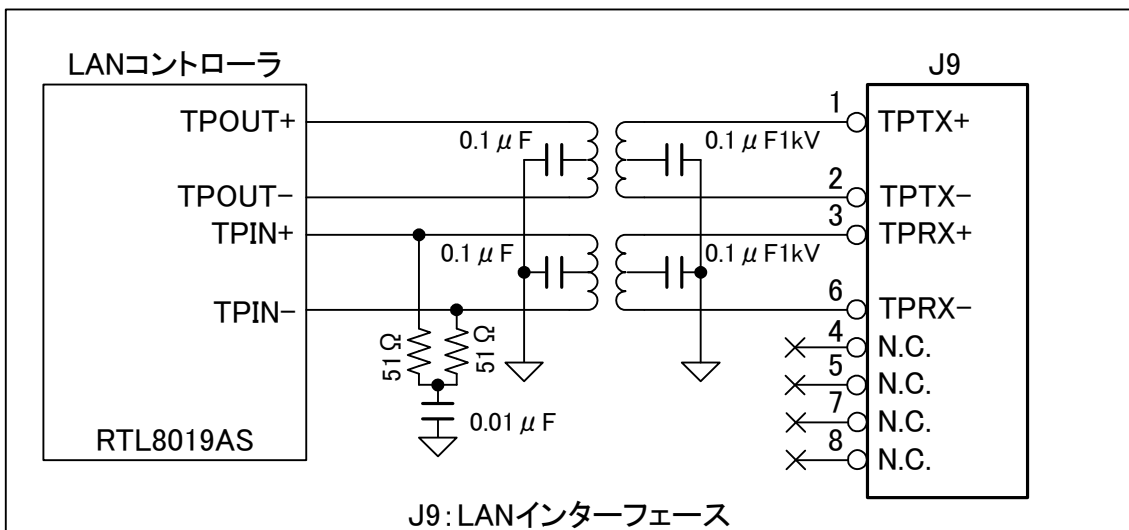 LANコントローラ
J9
TPOUT+
0.1μF
0.1μF1kV
1
TPTX+
TPOUT−
2
TPTX−
TPIN+
3
TPRX+
0.1μF
0.1μF1kV
TPIN−
6
TPRX−
51Ω
51Ω
4
N.C.
5
N.C.
0.01μF
7
N.C.
RTL8019AS
8
N.C.
J9:LANインターフェース